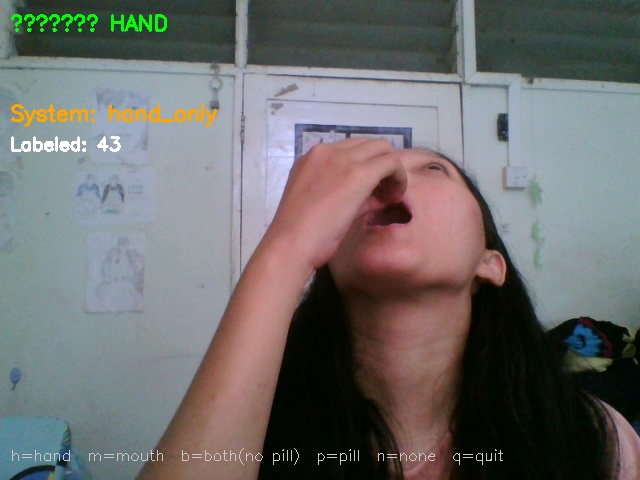 ??????? HAND
System: hand_only
Labeled: 43
h=hand m=mouth b=both(no pill) p=pill n=none q=quit